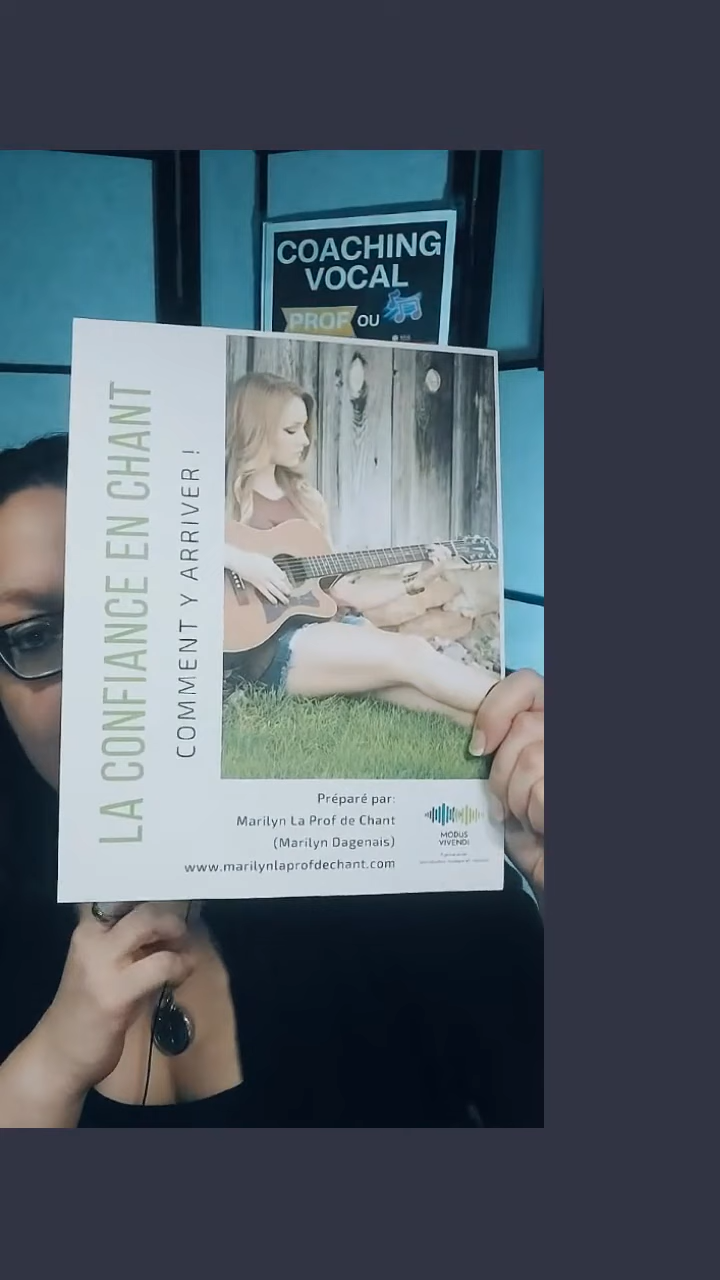 COACHING
VOCAL
PROF OU
LA CONFIANCE EN CHANT
COMMENT Y ARRIVER !
Préparé par:
Marilyn La Prof de Chant
(Marilyn Dagenais)
www.marilynlaprofdechant.com
MODUS
VIVENDI